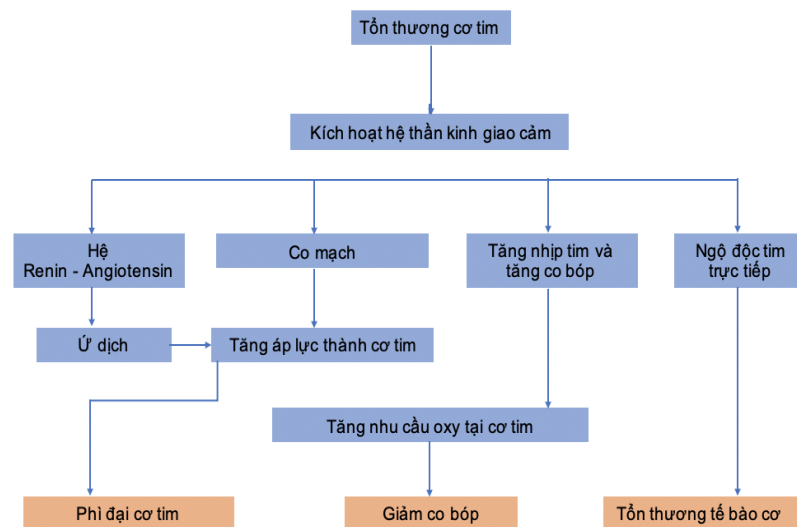 Tổn thương cơ tim
Kích hoạt hệ thần kinh giao cảm
Hệ
Renin - Angiotensin
Co mạch
Tăng nhịp tim và
tăng co bóp
Ngộ độc tim
trực tiếp
Ứ dịch
Tăng áp lực thành cơ tim
Tăng nhu cầu oxy tại cơ tim
Phì đại cơ tim
Giảm co bóp
Tổn thương tế bào cơ